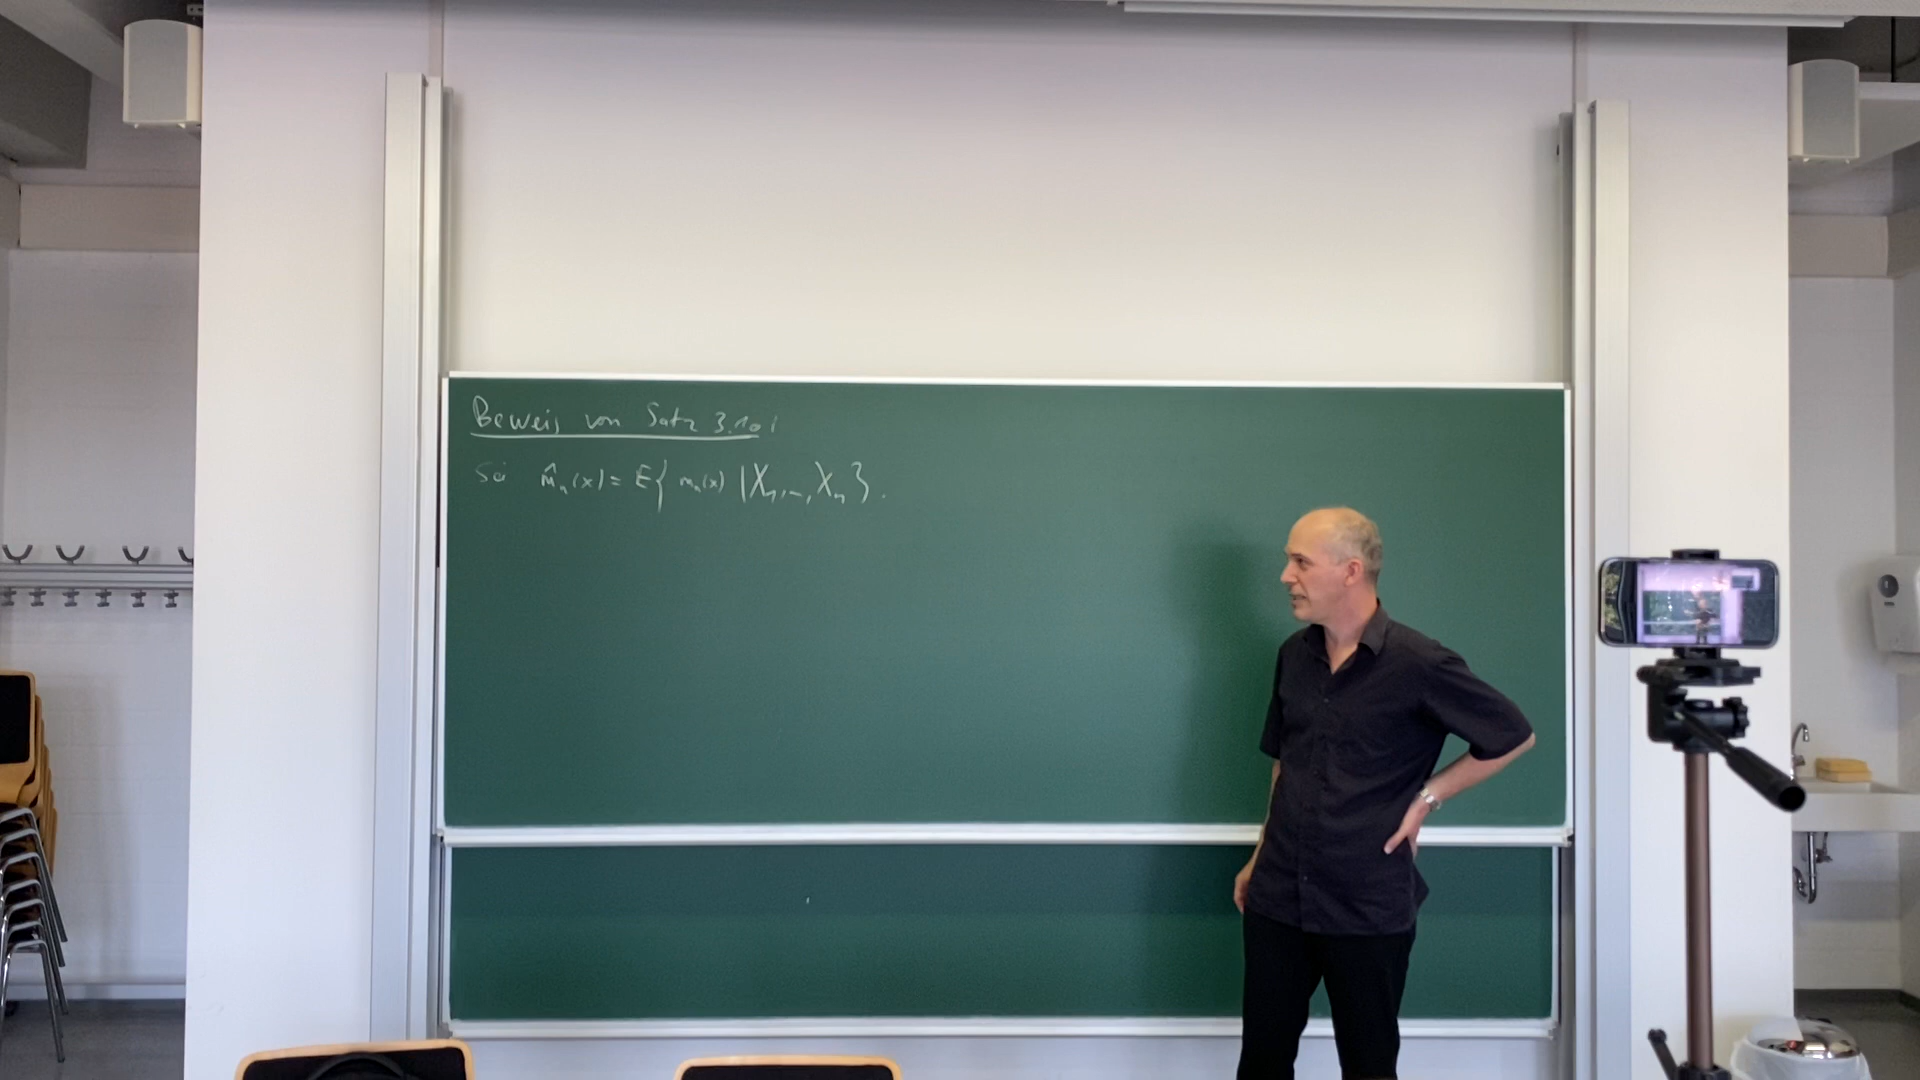 Beweis von Satz 3.10:
Sei m̂ₙ(x) = E{ mₙ(x) | X₁, ..., Xₙ }.